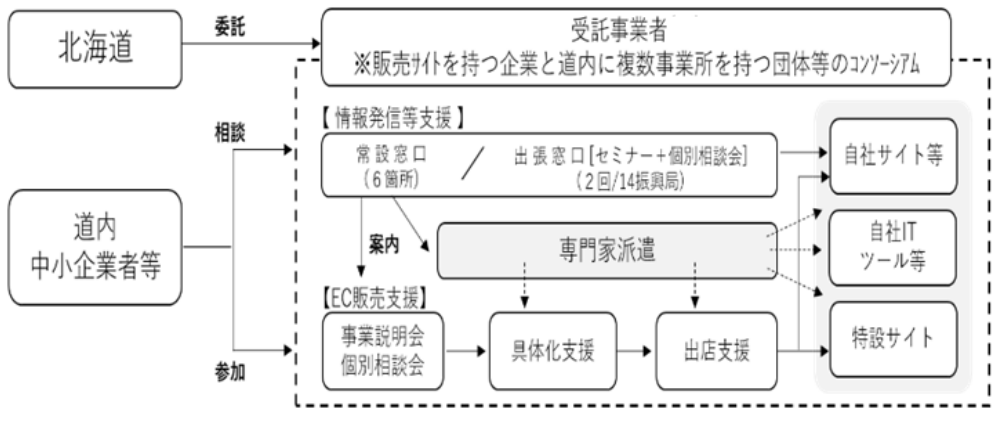 北海道
委託
受託事業者
※販売ｻｲﾄを持つ企業と道内に複数事業所を持つ団体等のｺﾝｿｰｼｱﾑ
【 情報発信等支援 】
相談
常設窓口
（６箇所）
／
出張窓口[セミナー＋個別相談会]
（２回/14振興局）
自社サイト等
道内
中小企業者等
案内
専門家派遣
自社IT
ツール等
【EC販売支援】
事業説明会
個別相談会
具体化支援
出店支援
特設サイト
参加